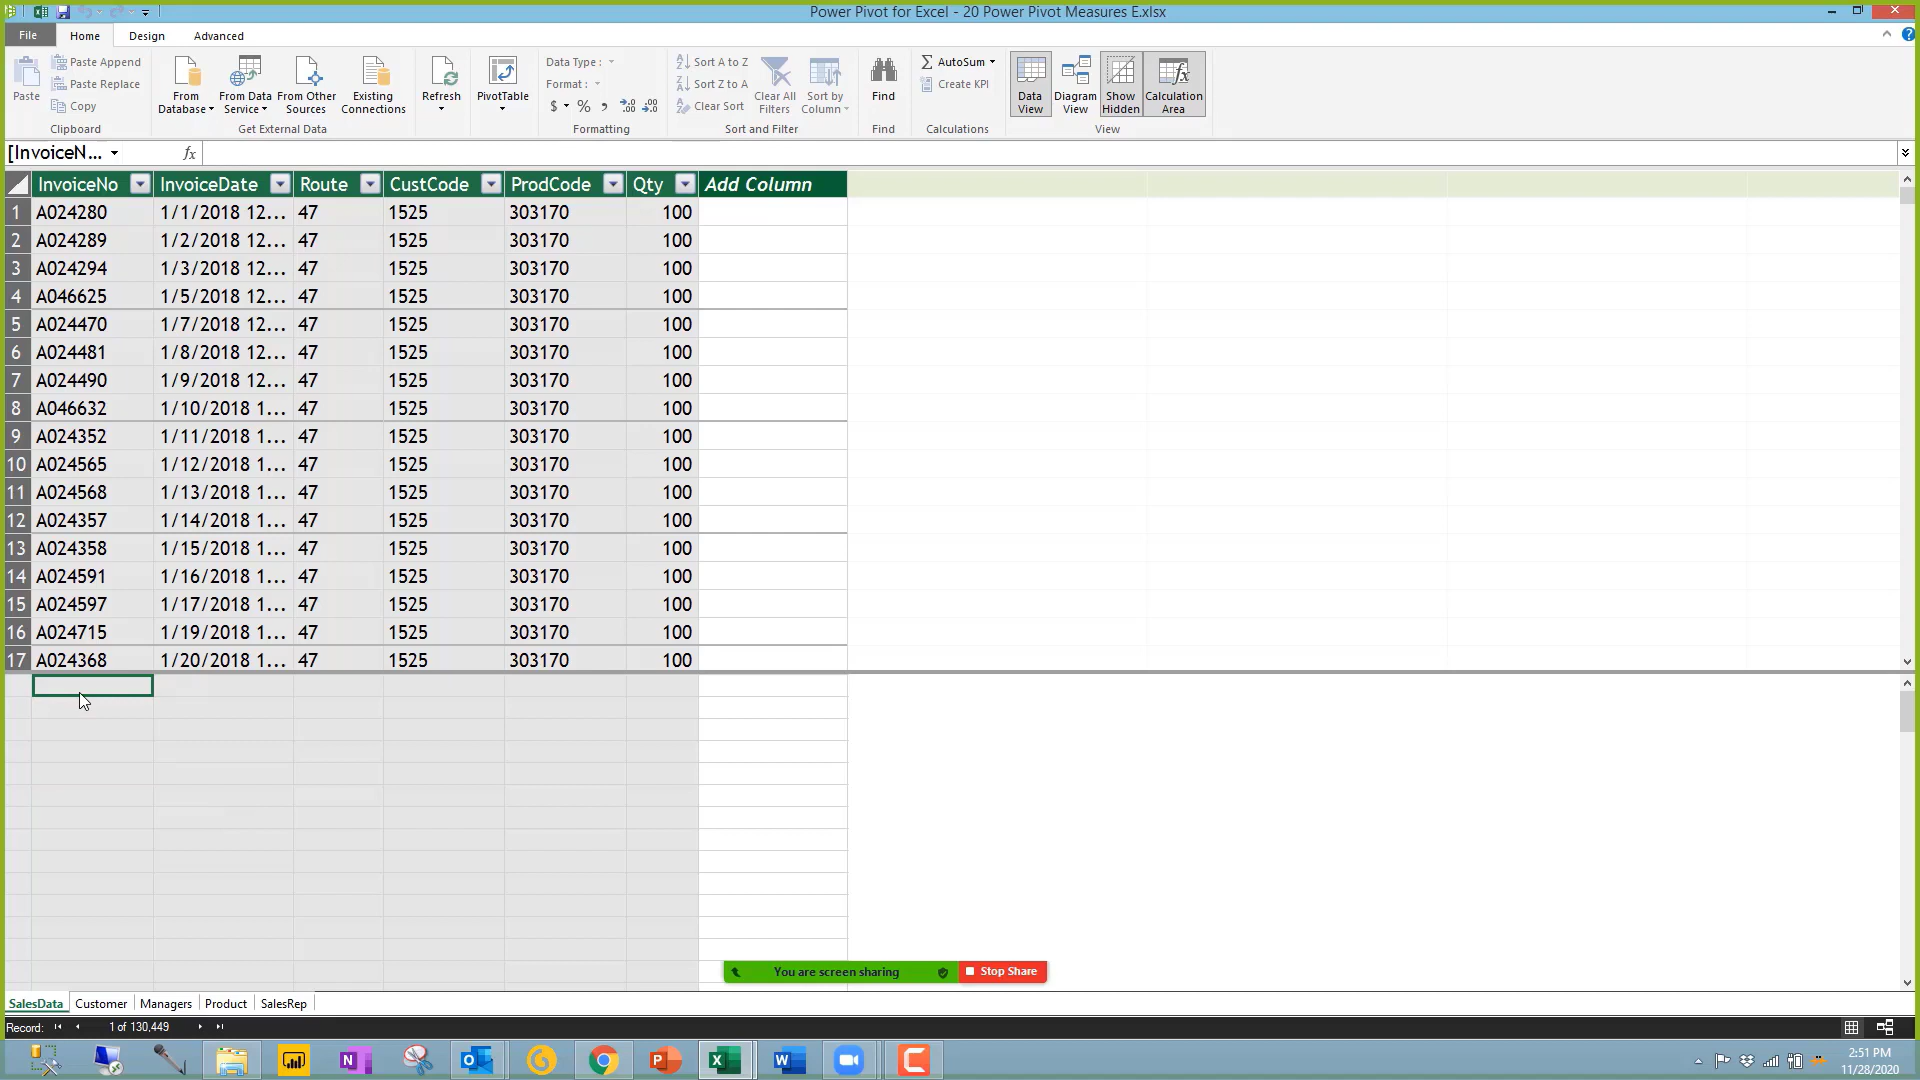 Power Pivot for Excel - 20 Power Pivot Measures E.xlsx
File Home Design Advanced
Paste
Paste Append
Paste Replace
Copy
Clipboard
From Database
From Data Service
From Other Sources
Existing Connections
Get External Data
Refresh
PivotTable
Data Type :
Format :
$ % ,
Formatting
Sort A to Z
Sort Z to A
Clear Sort
Clear All Filters
Sort by Column
Sort and Filter
Find
Find
AutoSum
Create KPI
Calculations
Data View
Diagram View
Show Hidden
Calculation Area
View
[InvoiceN... fx
InvoiceNo InvoiceDate Route CustCode ProdCode Qty Add Column
1 A024280 1/1/2018 12... 47 1525 303170 100
2 A024289 1/2/2018 12... 47 1525 303170 100
3 A024294 1/3/2018 12... 47 1525 303170 100
4 A046625 1/5/2018 12... 47 1525 303170 100
5 A024470 1/7/2018 12... 47 1525 303170 100
6 A024481 1/8/2018 12... 47 1525 303170 100
7 A024490 1/9/2018 12... 47 1525 303170 100
8 A046632 1/10/2018 1... 47 1525 303170 100
9 A024352 1/11/2018 1... 47 1525 303170 100
10 A024565 1/12/2018 1... 47 1525 303170 100
11 A024568 1/13/2018 1... 47 1525 303170 100
12 A024357 1/14/2018 1... 47 1525 303170 100
13 A024358 1/15/2018 1... 47 1525 303170 100
14 A024591 1/16/2018 1... 47 1525 303170 100
15 A024597 1/17/2018 1... 47 1525 303170 100
16 A024715 1/19/2018 1... 47 1525 303170 100
17 A024368 1/20/2018 1... 47 1525 303170 100
You are screen sharing Stop Share
SalesData Customer Managers Product SalesRep
Record: 1 of 130,449
2:51 PM
11/28/2020